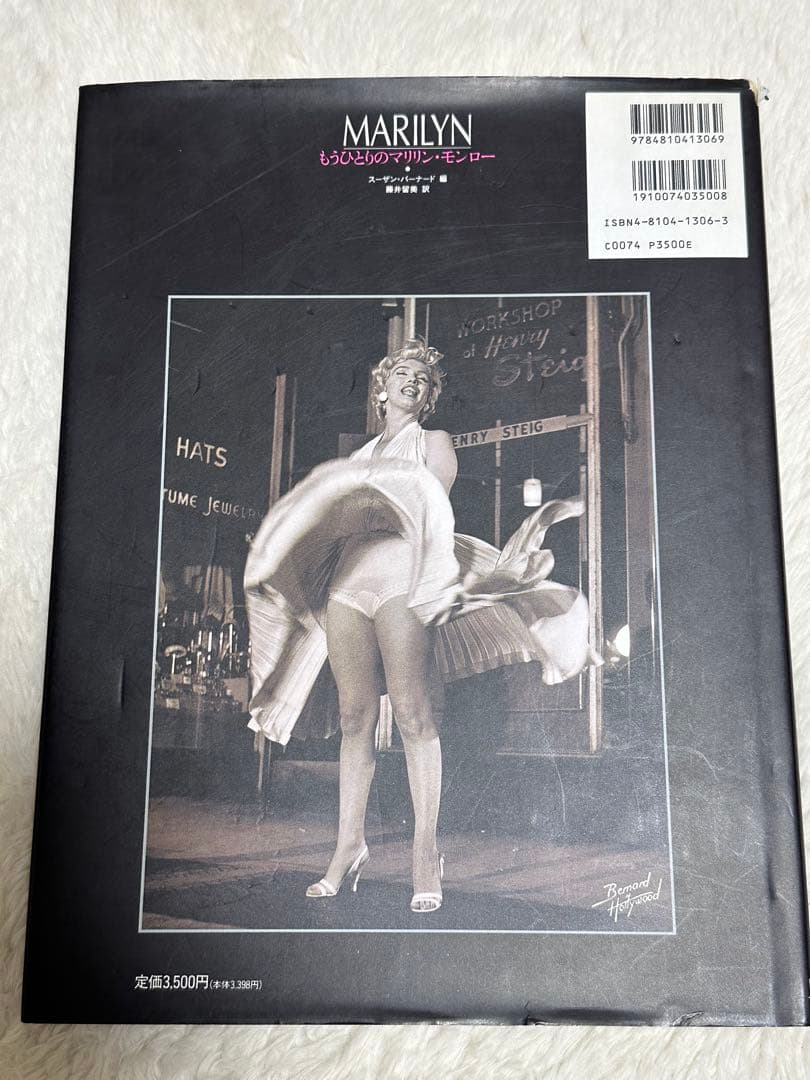 MARILYN
もうひとりのマリリン・モンロー
スーザン・バーナード 編
藤井留美 訳
9784810413069
1910074035008
ISBN4-8104-1306-3
C0074 P3500E
WORKSHOP
of Henry
Steig
HENRY STEIG
HATS
TUME JEWELRY
Bernard
of
Hollywood
定価3,500円(本体3,398円)